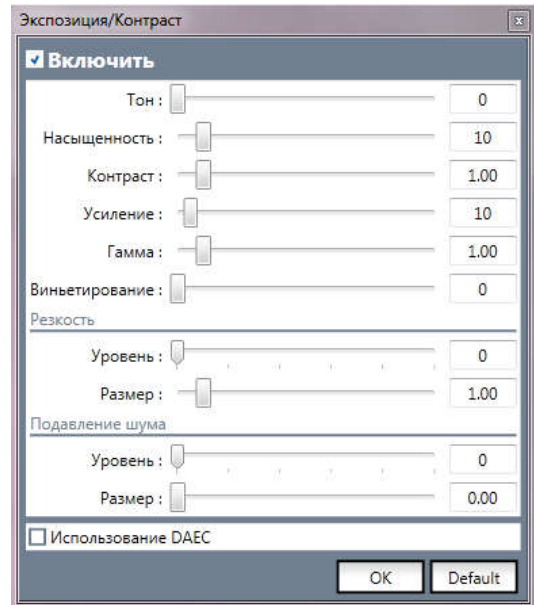 Экспозиция/Контраст
Включить
Тон : 0
Насыщенность : 10
Контраст : 1.00
Усиление : 10
Гамма : 1.00
Виньетирование : 0
Резкость
Уровень : 0
Размер : 1.00
Подавление шума
Уровень : 0
Размер : 0.00
Использование DAEC
OK Default